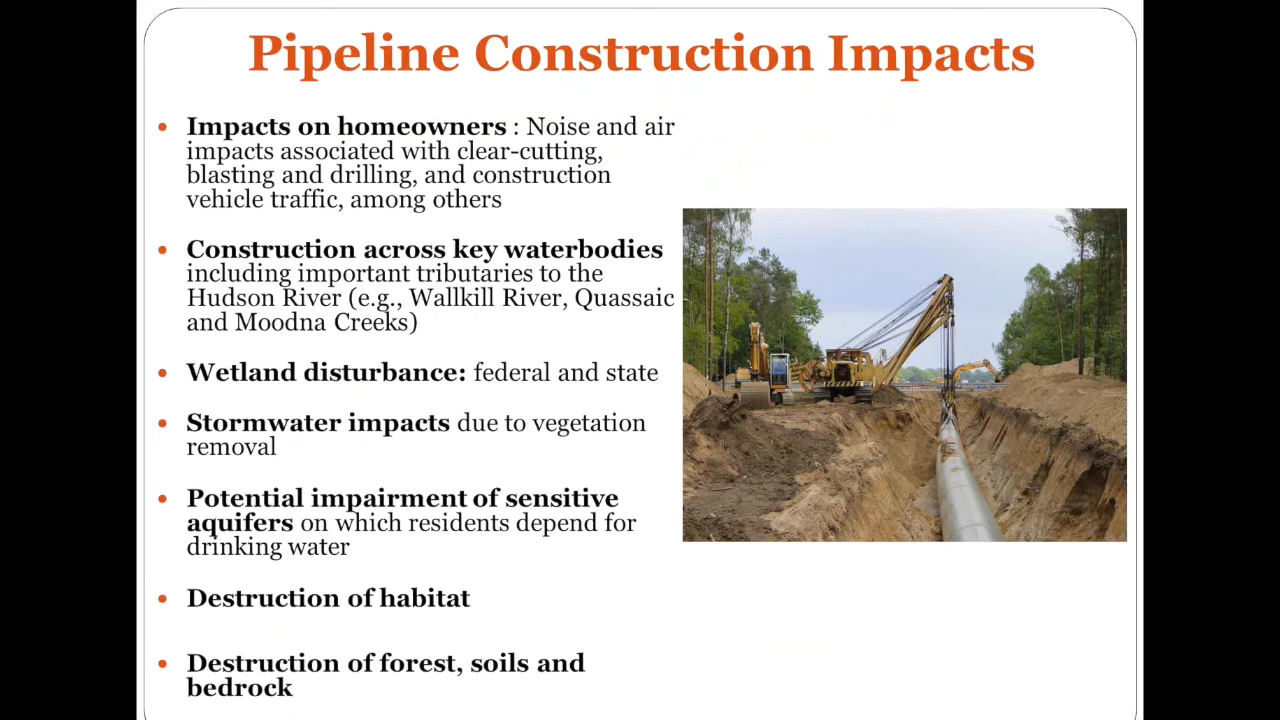 Pipeline Construction Impacts
• Impacts on homeowners : Noise and air
impacts associated with clear-cutting,
blasting and drilling, and construction
vehicle traffic, among others
• Construction across key waterbodies
including important tributaries to the
Hudson River (e.g., Wallkill River, Quassaic
and Moodna Creeks)
• Wetland disturbance: federal and state
• Stormwater impacts due to vegetation
removal
• Potential impairment of sensitive
aquifers on which residents depend for
drinking water
• Destruction of habitat
• Destruction of forest, soils and
bedrock